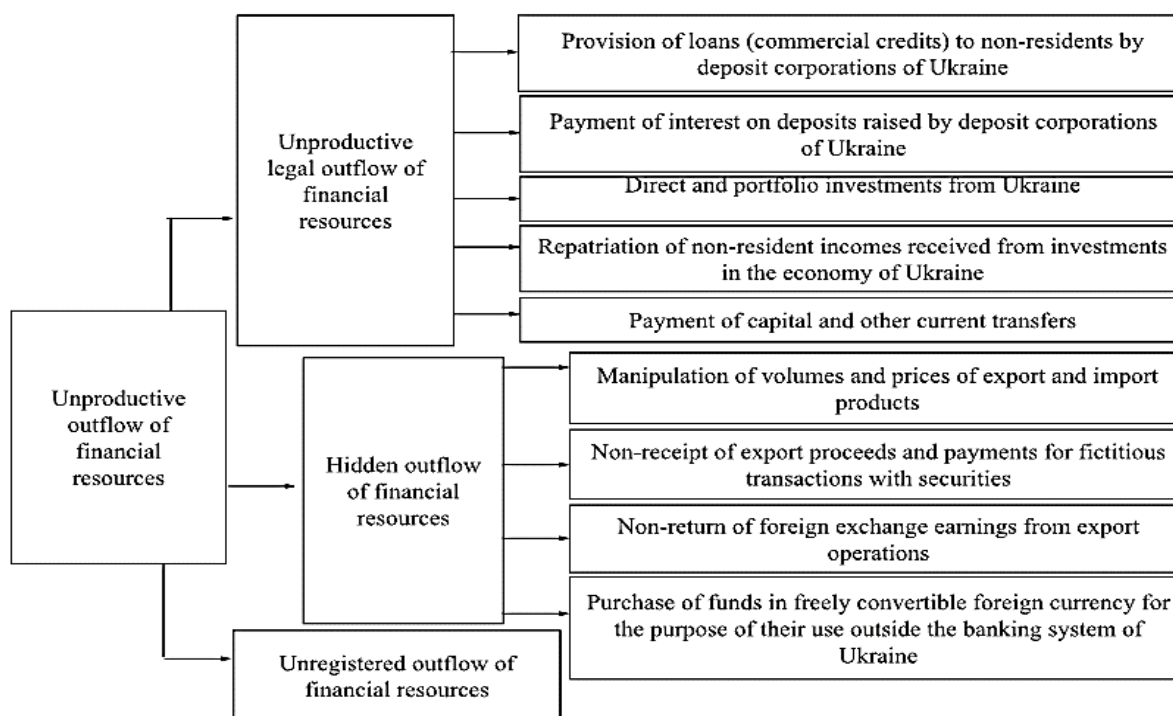 Provision of loans (commercial credits) to non-residents by
deposit corporations of Ukraine
Payment of interest on deposits raised by deposit corporations
of Ukraine
Direct and portfolio investments from Ukraine
Repatriation of non-resident incomes received from investments
in the economy of Ukraine
Payment of capital and other current transfers
Unproductive
legal outflow of
financial
resources
Unproductive
outflow of
financial
resources
Hidden outflow
of financial
resources
Manipulation of volumes and prices of export and import
products
Non-receipt of export proceeds and payments for fictitious
transactions with securities
Non-return of foreign exchange earnings from export
operations
Purchase of funds in freely convertible foreign currency for
the purpose of their use outside the banking system of
Ukraine
Unregistered outflow of
financial resources